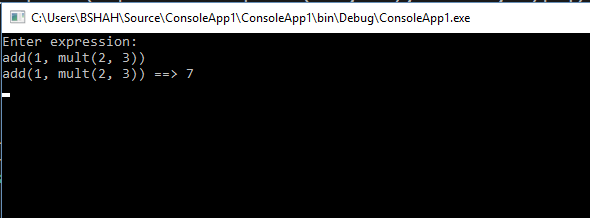 C:\Users\BSHAH\Source\ConsoleApp1\ConsoleApp1\bin\Debug\ConsoleApp1.exe
Enter expression:
add(1, mult(2, 3))
add(1, mult(2, 3)) ==> 7